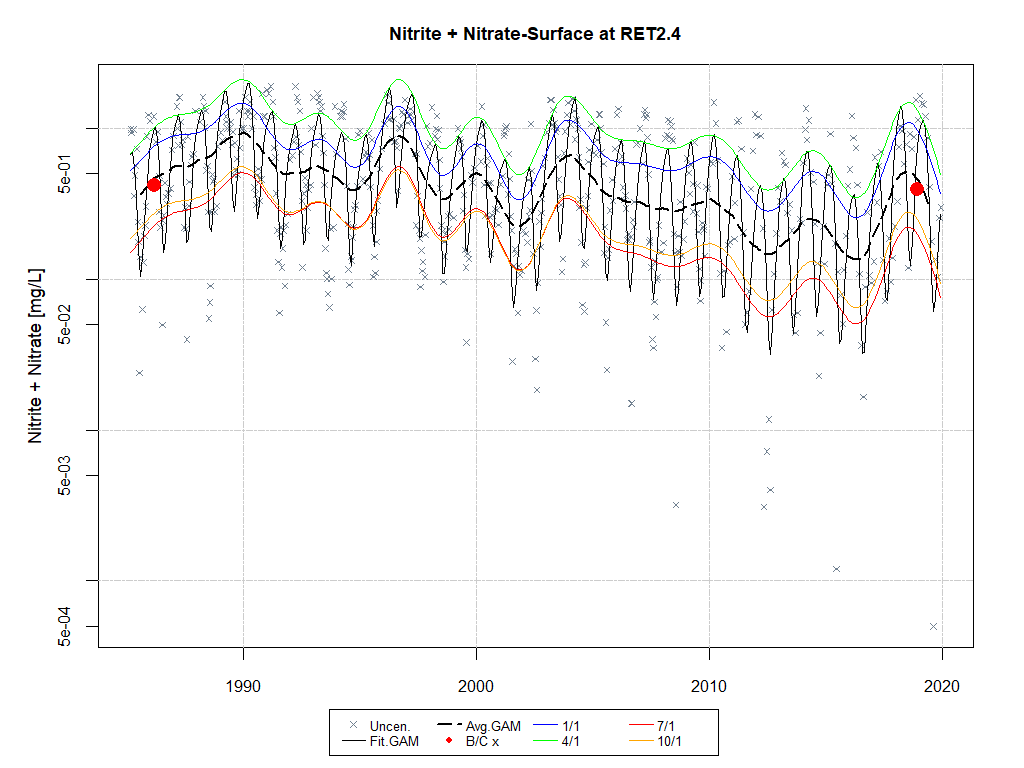 Nitrite + Nitrate-Surface at RET2.4
Nitrite + Nitrate [mg/L]
5e-01
5e-02
5e-03
5e-04
1990 2000 2010 2020
Uncen. Avg.GAM 1/1 7/1
Fit.GAM B/C x 4/1 10/1